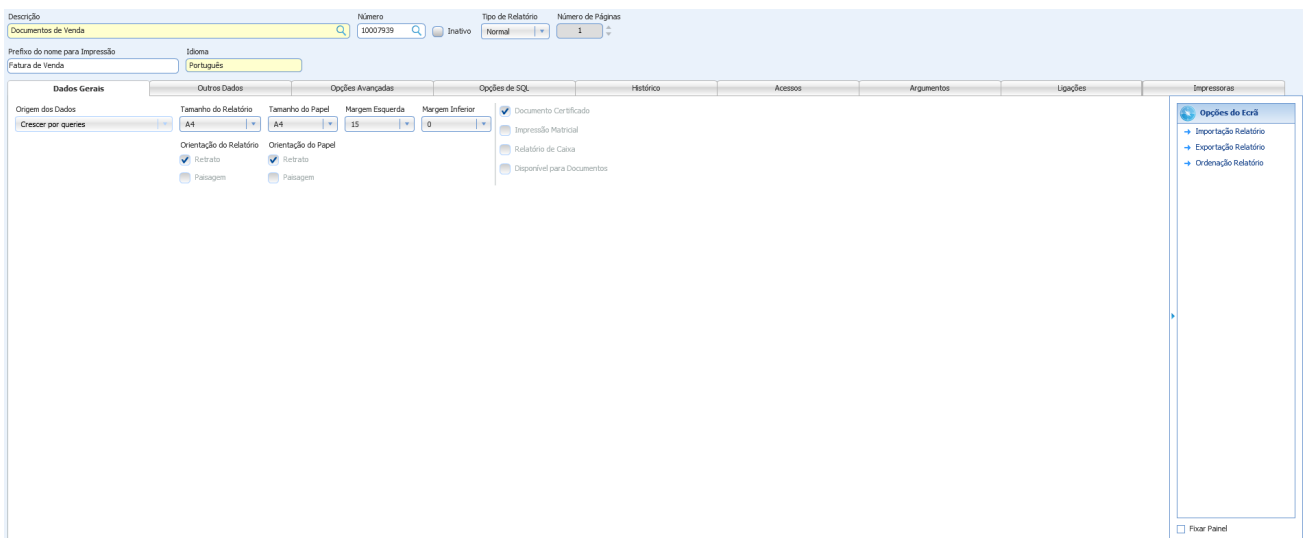 Descrição Número Tipo de Relatório Número de Páginas
Documentos de Venda 10007939 Inativo Normal 1
Prefixo do nome para Impressão Idioma
Fatura de Venda Português
Dados Gerais Outros Dados Opções Avançadas Opções de SQL Histórico Acessos Argumentos Ligações Impressoras
Origem dos Dados Tamanho do Relatório Tamanho do Papel Margem Esquerda Margem Inferior Documento Certificado
Crescer por queries A4 A4 15 0
Impressão Matricial
Orientação do Relatório Orientação do Papel Relatório de Caixa
Retrato Retrato
Disponível para Documentos
Paisagem Paisagem
Opções do Ecrã
Importação Relatório
Exportação Relatório
Ordenação Relatório
Fixar Painel